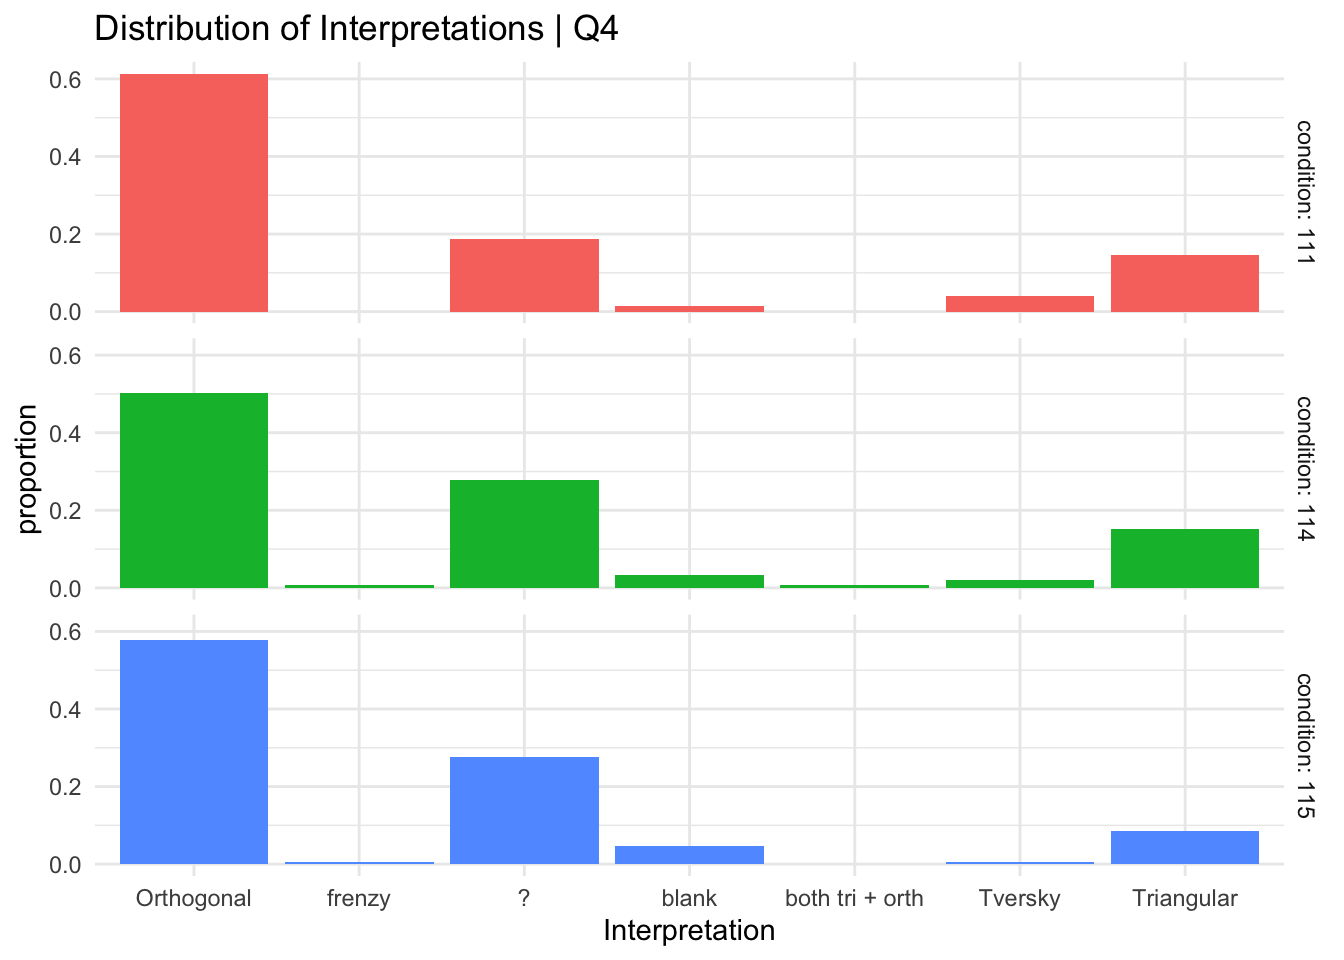 Distribution of Interpretations | Q4
0.6
0.4
0.2
0.0
condition: 111
0.6
0.4
0.2
0.0
condition: 114
0.6
0.4
0.2
0.0
condition: 115
proportion
Orthogonal frenzy ? blank both tri + orth Tversky Triangular
Interpretation